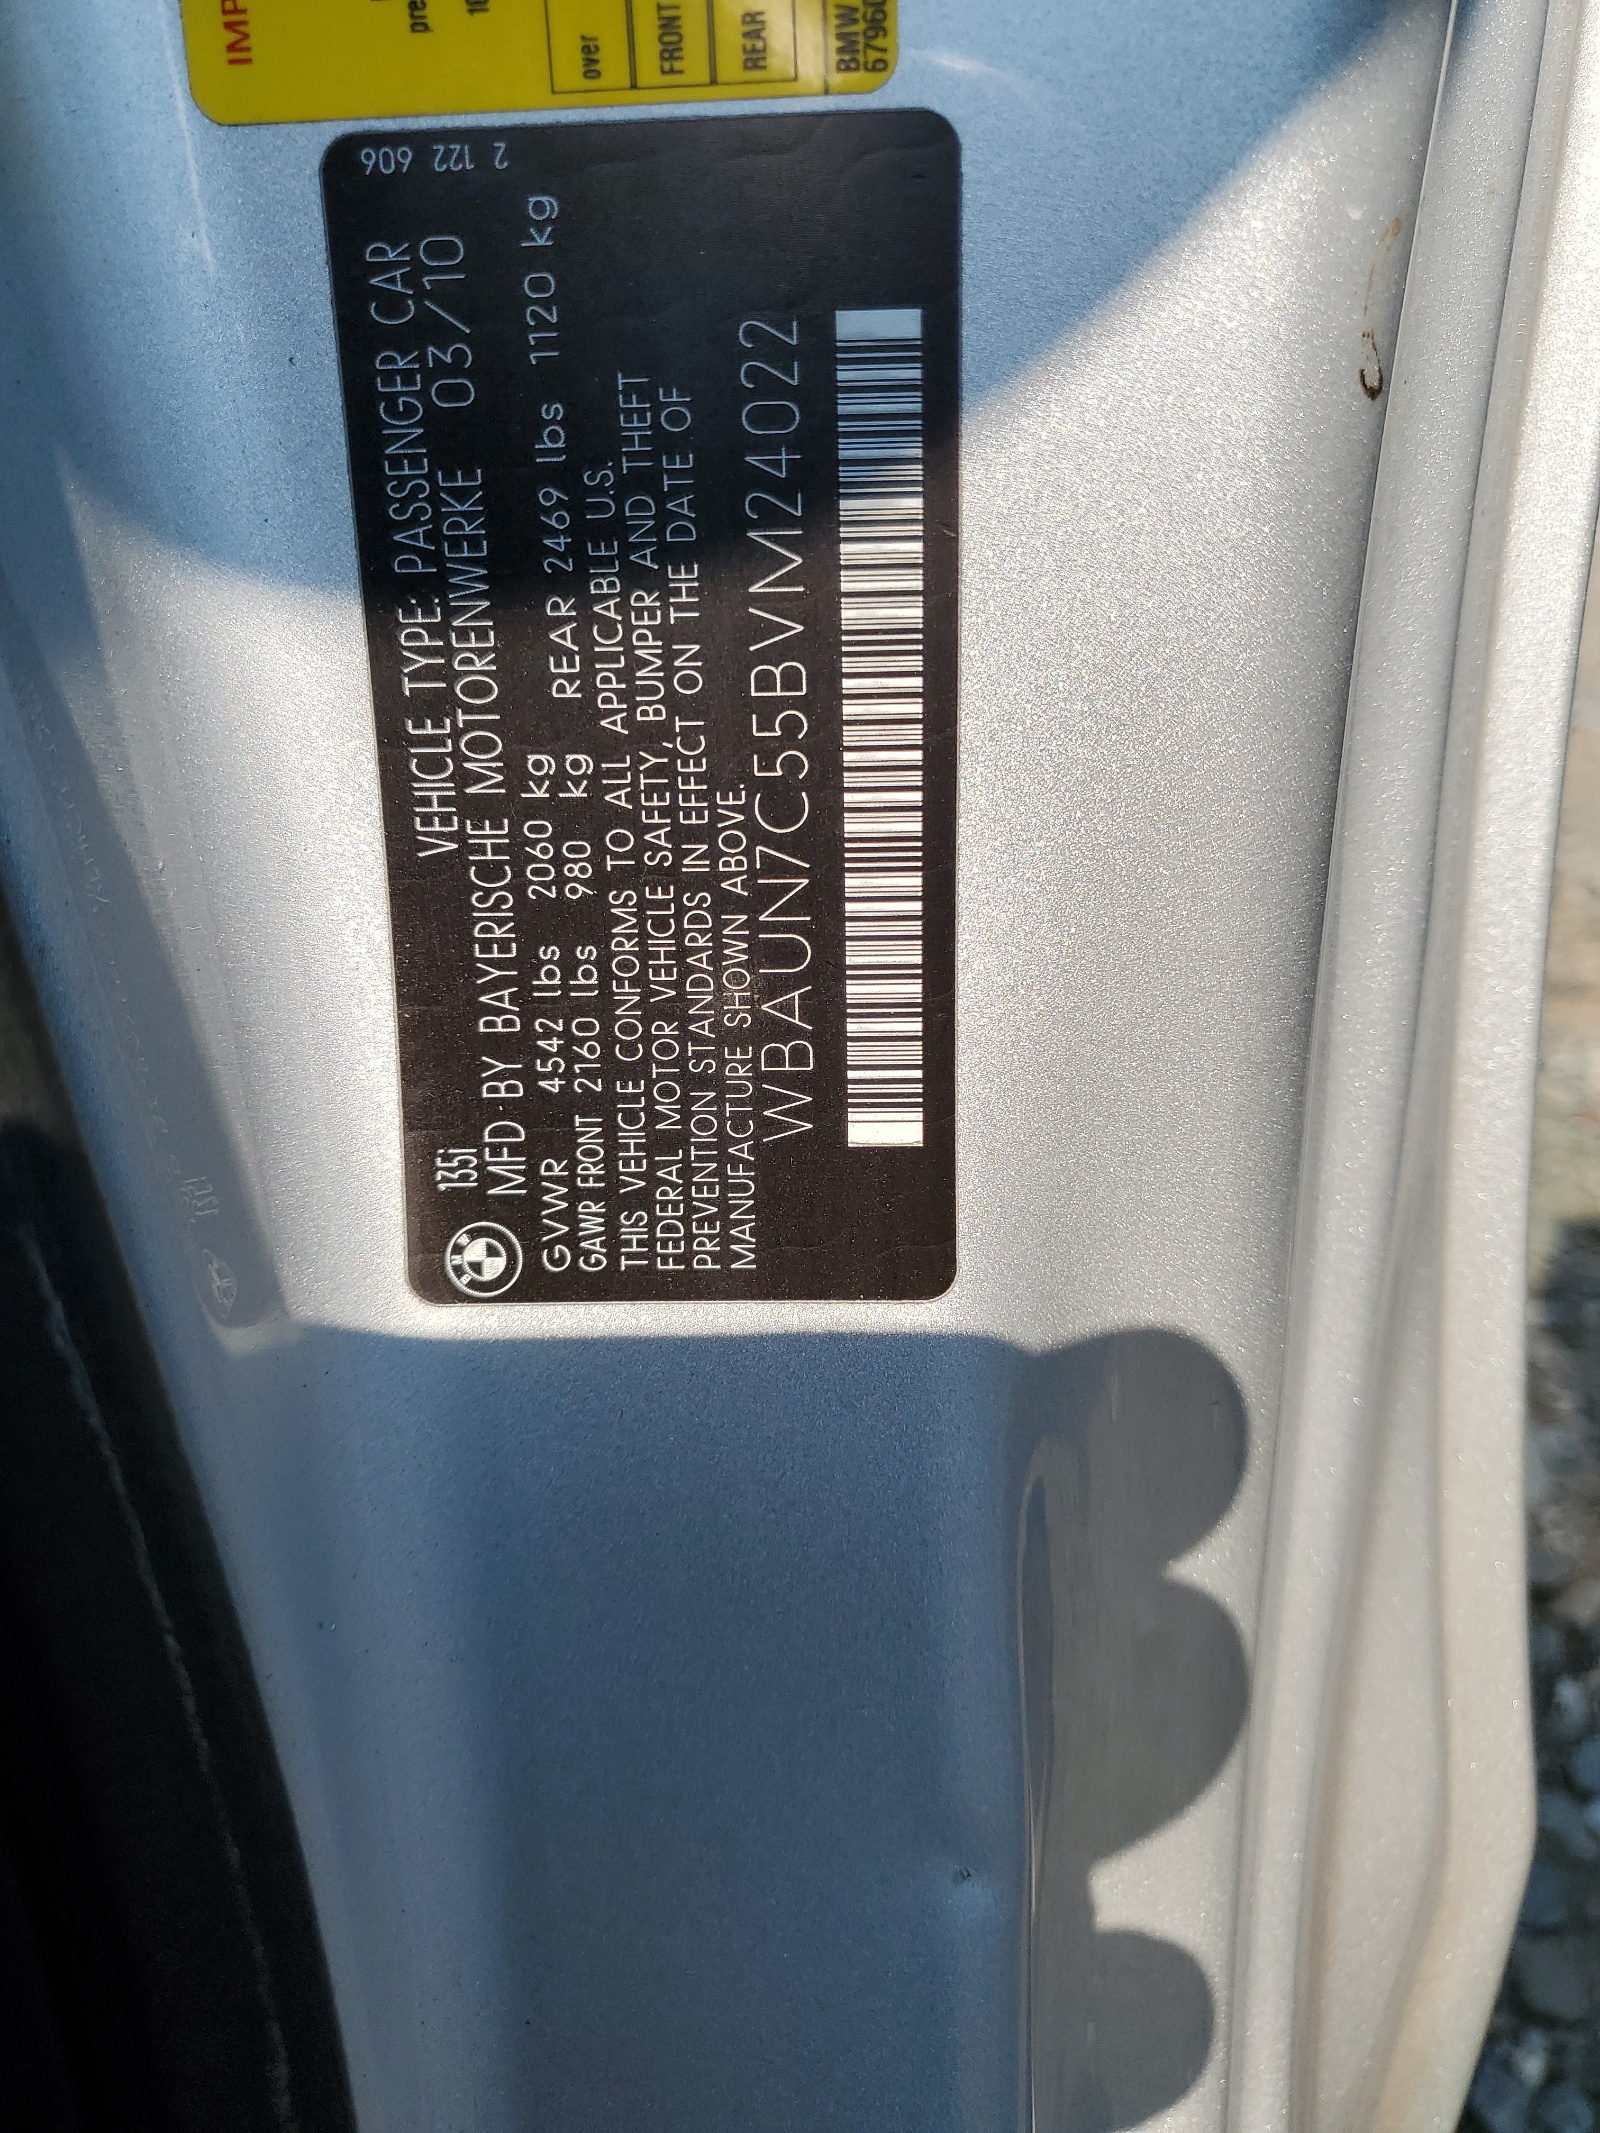 135i VEHICLE TYPE: PASSENGER CAR
MFD·BY BAYERISCHE MOTORENWERKE 03/10
GVWR 4542 lbs 2060 kg
GAWR FRONT 2160 lbs 980 kg REAR 2469 lbs 1120 kg
THIS VEHICLE CONFORMS TO ALL APPLICABLE U.S.
FEDERAL MOTOR VEHICLE SAFETY, BUMPER AND THEFT
PREVENTION STANDARDS IN EFFECT ON THE DATE OF
MANUFACTURE SHOWN ABOVE.
WBAUN7C55BVM24022
2 122 606
IMP
pre
over
FRONT
REAR
BMW
67960